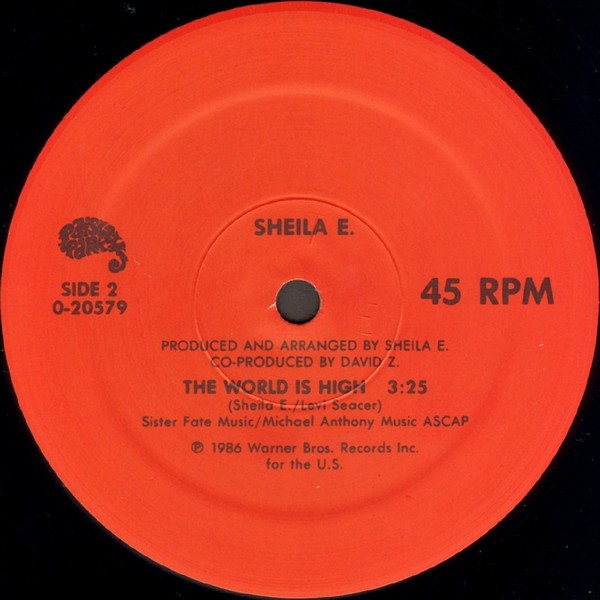 SHEILA E.
Paisley
Park
SIDE 2
0-20579
45 RPM
PRODUCED AND ARRANGED BY SHEILA E.
CO-PRODUCED BY DAVID Z.
THE WORLD IS HIGH 3:25
(Sheila E./Levi Seacer)
Sister Fate Music/Michael Anthony Music ASCAP
℗ 1986 Warner Bros. Records Inc.
for the U.S.